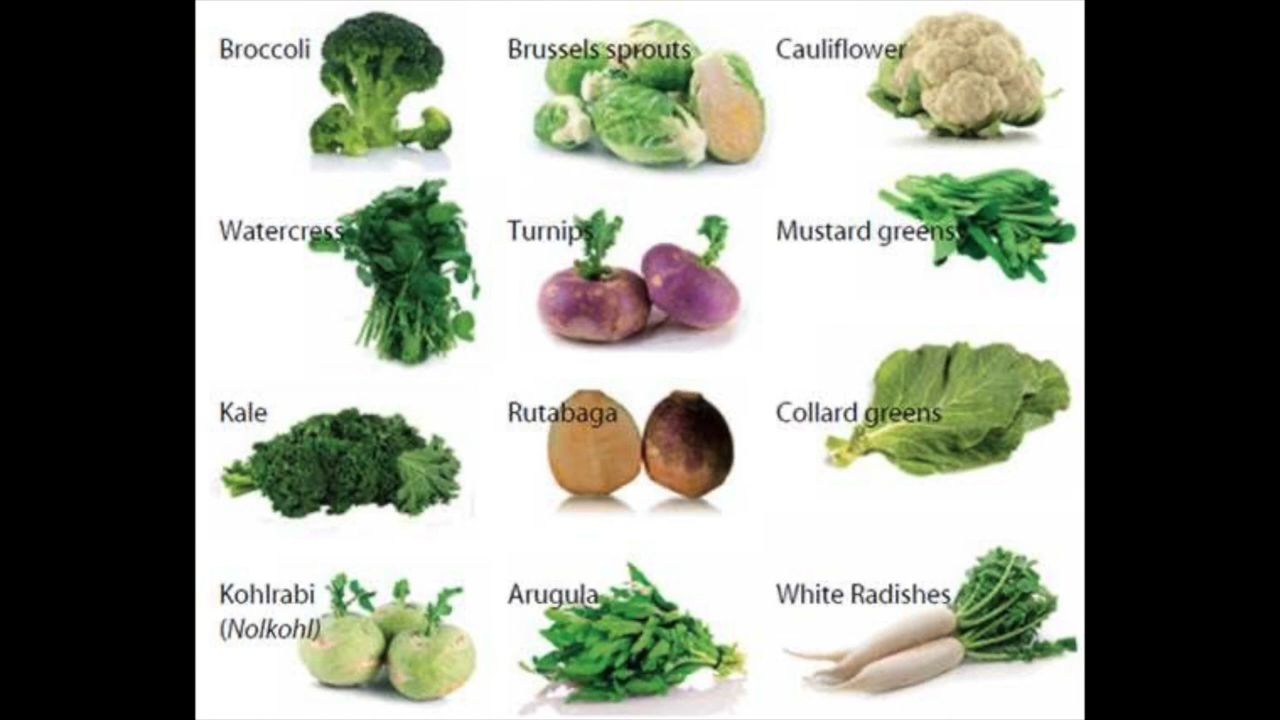 Broccoli
Brussels sprouts
Cauliflower
Watercress
Turnips
Mustard greens
Kale
Rutabaga
Collard greens
Kohlrabi
(Nolkohl)
Arugula
White Radishes